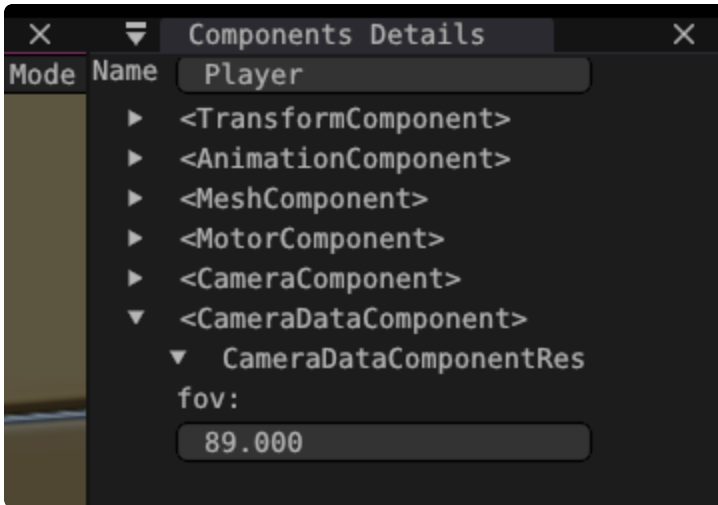 Components Details
Mode
Name Player
<TransformComponent>
<AnimationComponent>
<MeshComponent>
<MotorComponent>
<CameraComponent>
<CameraDataComponent>
CameraDataComponentRes
fov:
89.000